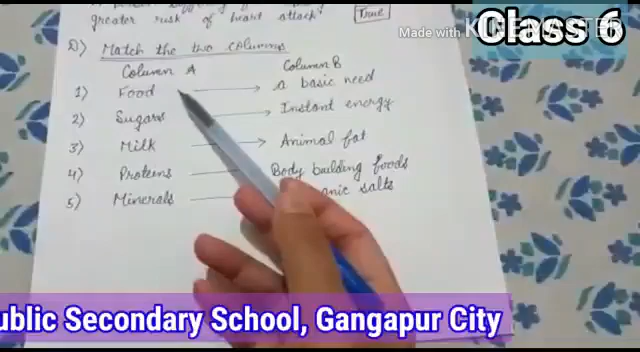 greater risk of heart attack
True
Made with KINEMASTER
Class 6
D) Match the two columns
Column A Column B
1) Food → a basic need
2) Sugars → Instant energy
3) Milk → Animal fat
4) Proteins Body building foods
5) Minerals salts
ublic Secondary School, Gangapur City